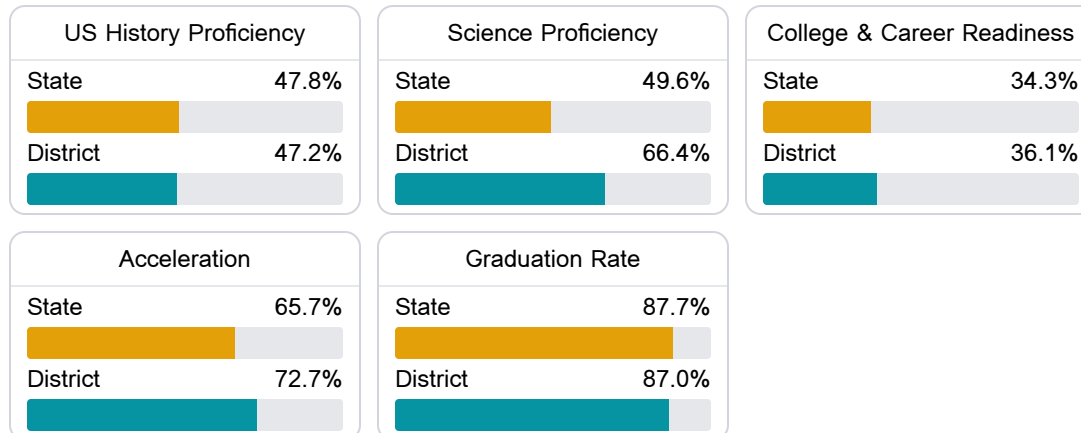 US History Proficiency
State 47.8%
District 47.2%
Science Proficiency
State 49.6%
District 66.4%
College & Career Readiness
State 34.3%
District 36.1%
Acceleration
State 65.7%
District 72.7%
Graduation Rate
State 87.7%
District 87.0%